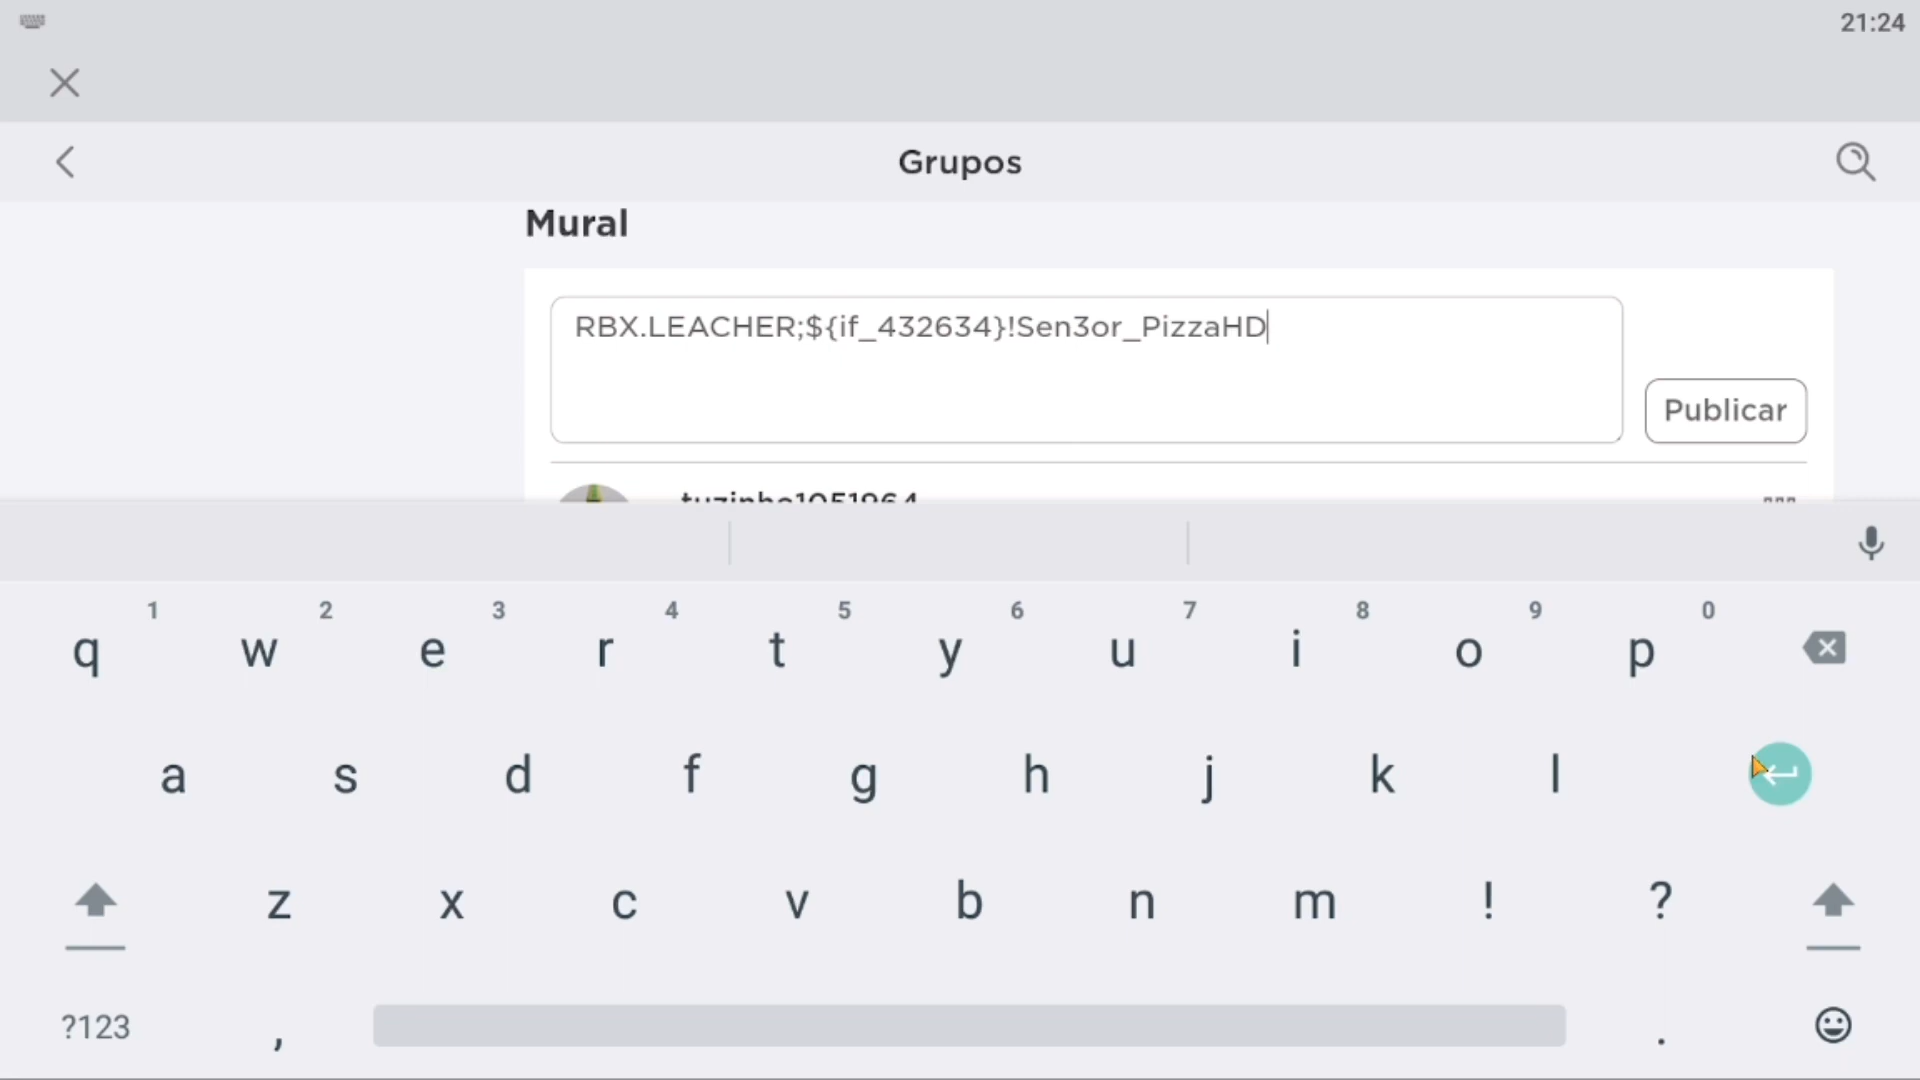 21:24
Grupos
Mural
RBX.LEACHER;${if_432634}!Sen3or_PizzaHD
Publicar
tuzinho1051964
1 2 3 4 5 6 7 8 9 0
q w e r t y u i o p
a s d f g h j k l
z x c v b n m ! ?
?123 , .